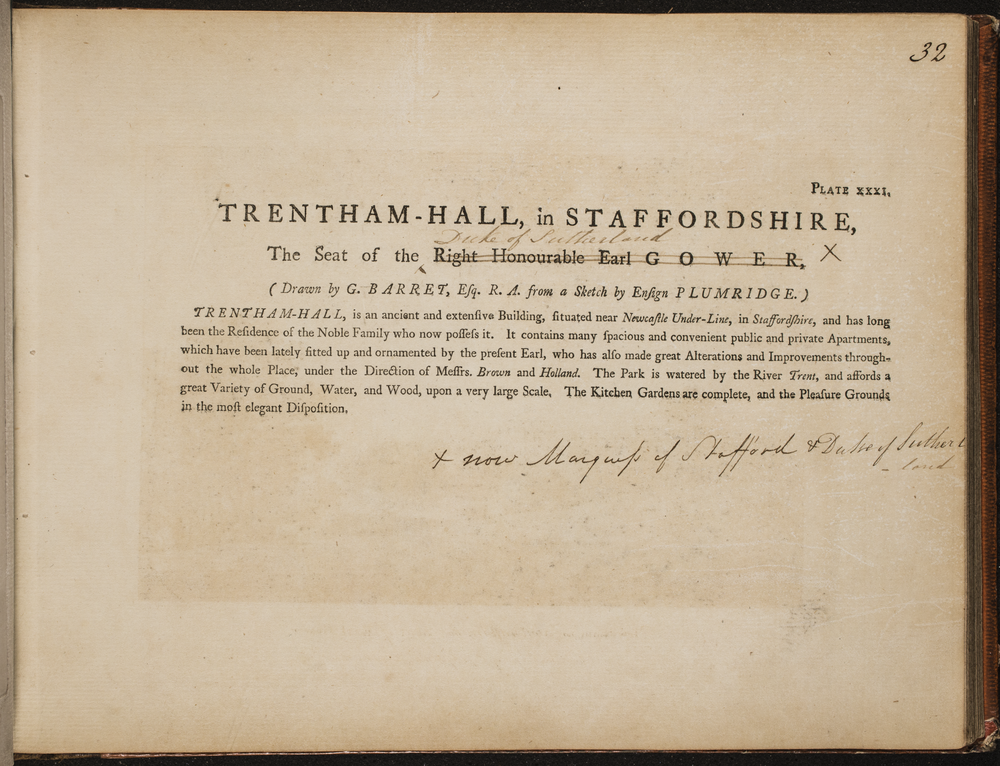 32
PLATE XXXI.
TRENTHAM-HALL, in STAFFORDSHIRE,
Duke of Sutherland
The Seat of the Right Honourable Earl GOWER, X
(Drawn by G. BARRET, Eſq. R. A. from a Sketch by Enſign PLUMRIDGE.)
TRENTHAM-HALL, is an ancient and extenſive Building, ſituated near Newcaſtle Under-Line, in Staffordſhire, and has long
been the Reſidence of the Noble Family who now poſſeſs it. It contains many ſpacious and convenient public and private Apartments,
which have been lately fitted up and ornamented by the preſent Earl, who has alſo made great Alterations and Improvements through-
out the whole Place, under the Direction of Meſſrs. Brown and Holland. The Park is watered by the River Trent, and affords a
great Variety of Ground, Water, and Wood, upon a very large Scale. The Kitchen Gardens are complete, and the Pleaſure Grounds
in the moſt elegant Diſpoſition.
X now Marqueſs of Stafford & Duke of Suther
-land